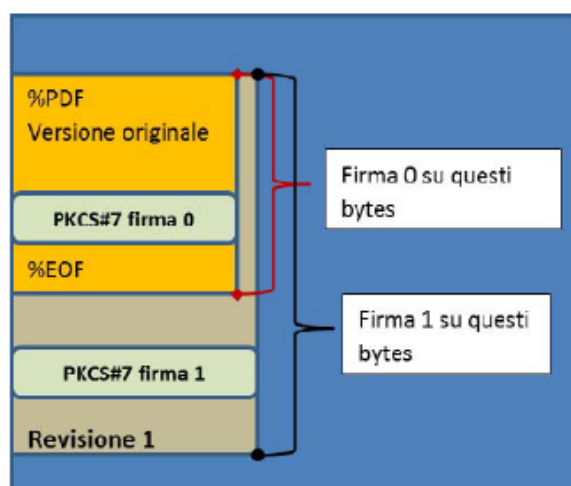 %PDF
Versione originale
PKCS#7 firma 0
%EOF
PKCS#7 firma 1
Revisione 1
Firma 0 su questi
bytes
Firma 1 su questi
bytes